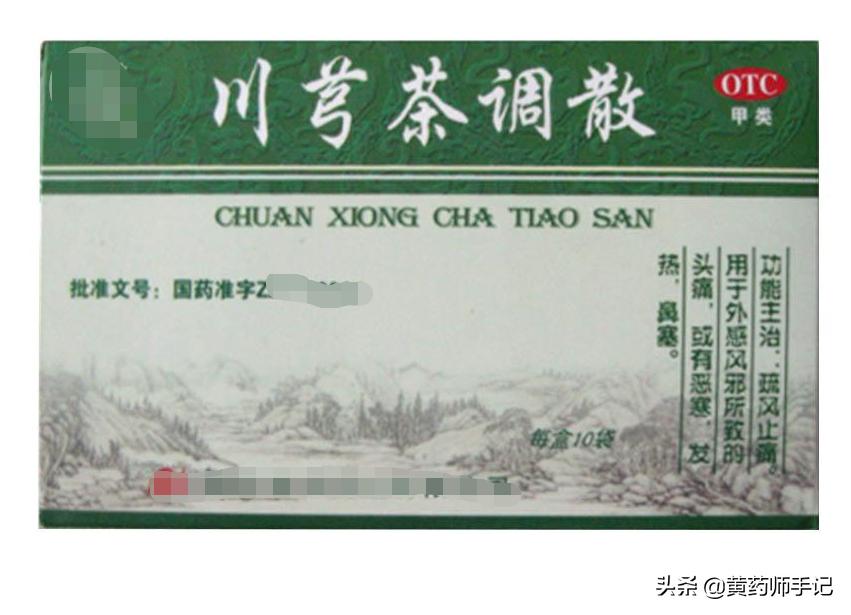 川芎茶调散
OTC
甲类
CHUAN XIONG CHA TIAO SAN
批准文号：国药准字Z
功能主治：疏风止痛。
用于外感风邪所致的
头痛，或有恶寒、发
热、鼻塞。
每盒10袋
头条 @黄药师手记